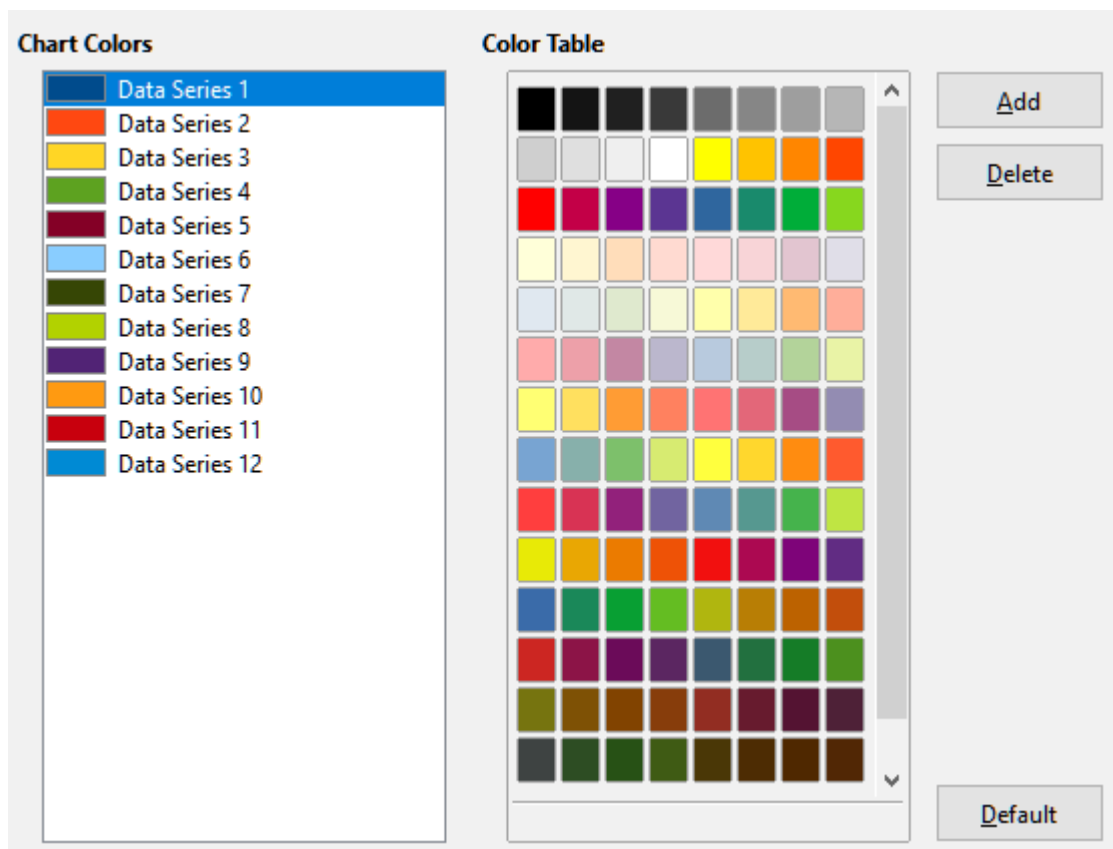 Chart Colors
Data Series 1
Data Series 2
Data Series 3
Data Series 4
Data Series 5
Data Series 6
Data Series 7
Data Series 8
Data Series 9
Data Series 10
Data Series 11
Data Series 12
Color Table
Add
Delete
Default